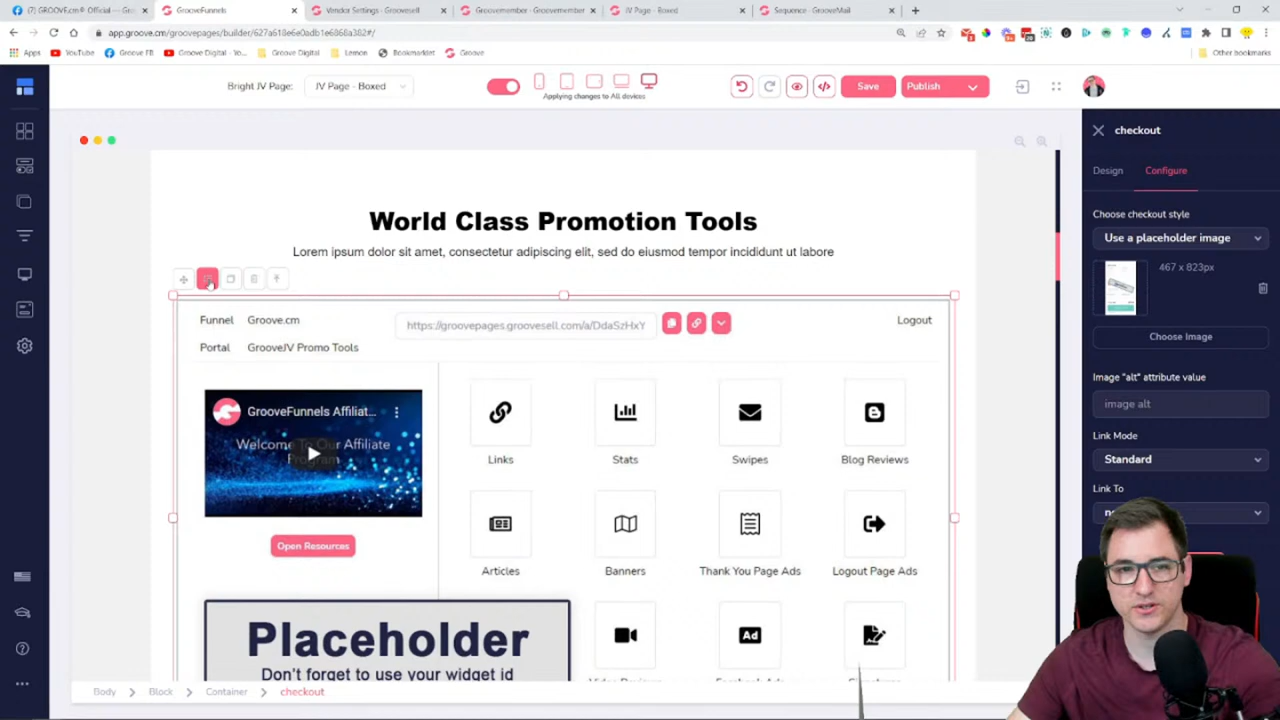 (7) GROOVE.cm® Official — Gro
GrooveFunnels
Vendor Settings - Groovesell
Groovemember - Groovemember
JV Page - Boxed
Sequence - GrooveMail
app.groove.cm/groovepages/builder/627a618e6e0adb1e6868a382#/
Apps
YouTube
Groove FB
Groove Digital - Yo...
Groove Digital
Lemon
Bookmarklet
Groove
Other bookmarks
Bright JV Page:
JV Page - Boxed
Applying changes to All devices
Save
Publish
checkout
Design
Configure
Choose checkout style
Use a placeholder image
467 x 823px
Choose Image
Image "alt" attribute value
image alt
Link Mode
Standard
Link To
World Class Promotion Tools
Lorem ipsum dolor sit amet, consectetur adipiscing elit, sed do eiusmod tempor incididunt ut labore
Funnel
Groove.cm
https://groovepages.groovesell.com/a/DdaSzHxY
Logout
Portal
GrooveJV Promo Tools
GrooveFunnels Affiliat...
Welcome To Our Affiliate
Program
Open Resources
Links
Stats
Swipes
Blog Reviews
Articles
Banners
Thank You Page Ads
Logout Page Ads
Ad
Placeholder
Don't forget to use your widget id
Body
Block
Container
checkout